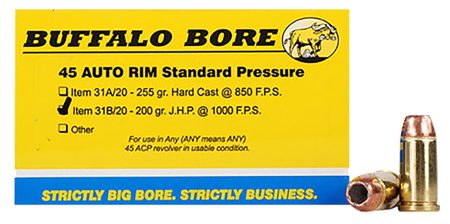 BUFFALO BORE
45 AUTO RIM Standard Pressure
Item 31A/20 - 255 gr. Hard Cast @ 850 F.P.S.
Item 31B/20 - 200 gr. J.H.P. @ 1000 F.P.S.
Other
For use in Any (ANY means ANY)
45 ACP revolver in usable condition.
STRICTLY BIG BORE. STRICTLY BUSINESS.